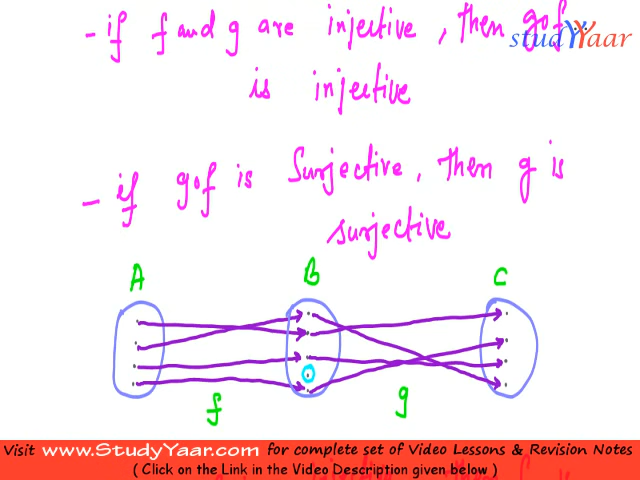 - if f and g are injective, then gof
studYYaar
is injective
- if gof is Surjective, then g is
surjective
A B C
f g
Visit www.StudyYaar.com for complete set of Video Lessons & Revision Notes
( Click on the Link in the Video Description given below )